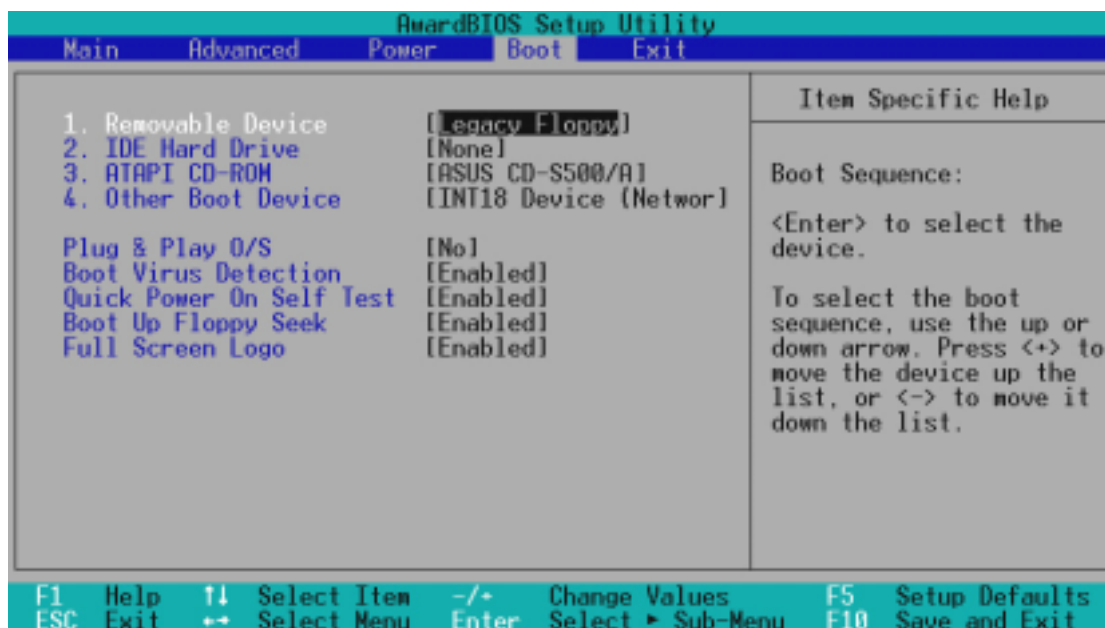 AwardBIOS Setup Utility
Main Advanced Power Boot Exit
1. Removable Device [Legacy Floppy]
2. IDE Hard Drive [None]
3. ATAPI CD-ROM [ASUS CD-S500/A]
4. Other Boot Device [INT18 Device (Networ]
Plug & Play O/S [No]
Boot Virus Detection [Enabled]
Quick Power On Self Test [Enabled]
Boot Up Floppy Seek [Enabled]
Full Screen Logo [Enabled]
Item Specific Help
Boot Sequence:
<Enter> to select the
device.
To select the boot
sequence, use the up or
down arrow. Press <+> to
move the device up the
list, or <-> to move it
down the list.
F1 Help ↑↓ Select Item -/+ Change Values F5 Setup Defaults
ESC Exit ←→ Select Menu Enter Select ► Sub-Menu F10 Save and Exit